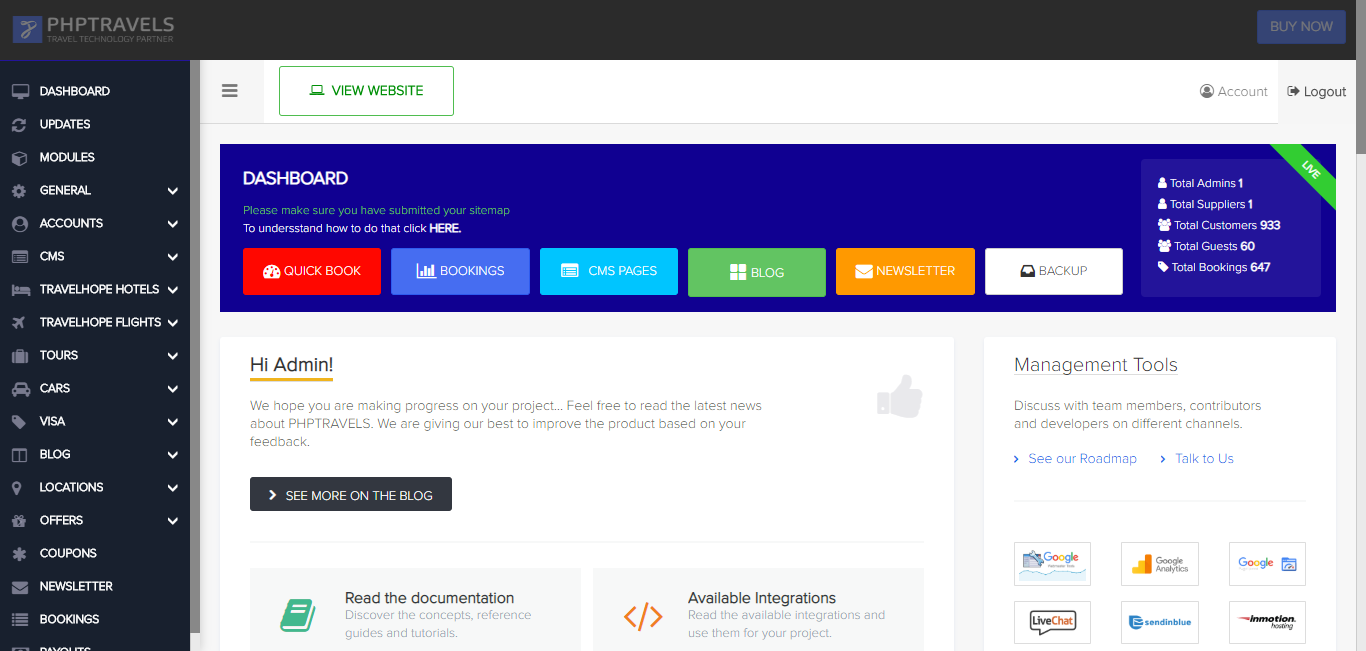 PHPTRAVELS
TRAVEL TECHNOLOGY PARTNER
BUY NOW
DASHBOARD
UPDATES
MODULES
GENERAL
ACCOUNTS
CMS
TRAVELHOPE HOTELS
TRAVELHOPE FLIGHTS
TOURS
CARS
VISA
BLOG
LOCATIONS
OFFERS
COUPONS
NEWSLETTER
BOOKINGS
PAYOUTS
VIEW WEBSITE
Account
Logout
DASHBOARD
Please make sure you have submitted your sitemap
To undersstand how to do that click HERE.
QUICK BOOK
BOOKINGS
CMS PAGES
BLOG
NEWSLETTER
BACKUP
LIVE
Total Admins 1
Total Suppliers 1
Total Customers 933
Total Guests 60
Total Bookings 647
Hi Admin!
We hope you are making progress on your project... Feel free to read the latest news
about PHPTRAVELS. We are giving our best to improve the product based on your
feedback.
SEE MORE ON THE BLOG
Read the documentation
Discover the concepts, reference
guides and tutorials.
Available Integrations
Read the available integrations and
use them for your project.
Management Tools
Discuss with team members, contributors
and developers on different channels.
See our Roadmap
Talk to Us
Google
Google
Analytics
Google
LiveChat
sendinblue
inmotion
hosting